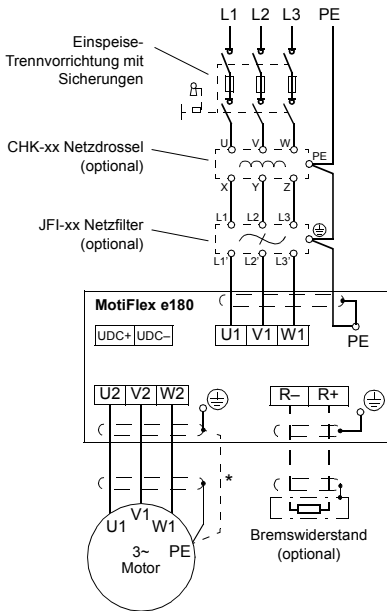 L1 L2 L3 PE
Einspeise-
Trennvorrichtung mit
Sicherungen
CHK-xx Netzdrossel
(optional)
U V W
PE
X Y Z
JFI-xx Netzfilter
(optional)
L1 L2 L3
L1' L2' L3'
MotiFlex e180
UDC+ UDC–
U1 V1 W1
PE
U2 V2 W2
R– R+
*
U1 V1 W1
PE
3~
Motor
Bremswiderstand
(optional)